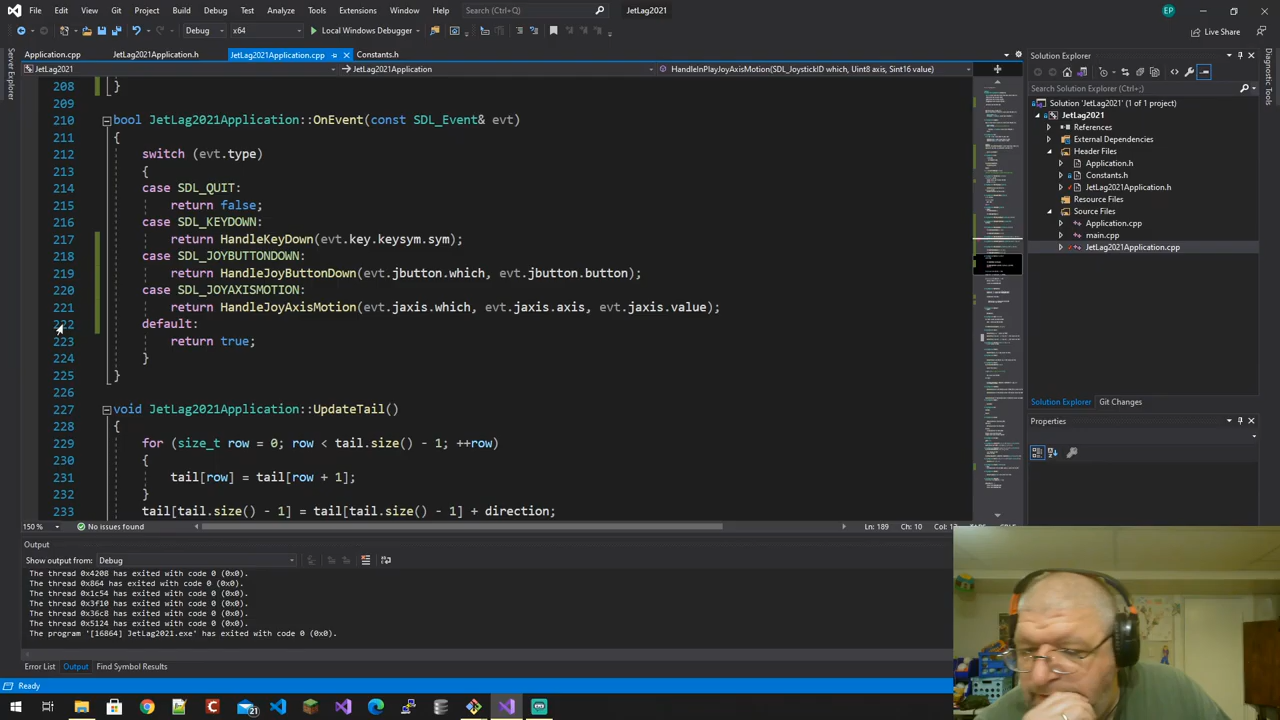 File Edit View Git Project Build Debug Test Analyze Tools Extensions Window Help Search (Ctrl+Q) JetLag2021 EP
Debug x64 Local Windows Debugger Live Share
Application.cpp JetLag2021Application.h JetLag2021Application.cpp Constants.h
JetLag2021 JetLag2021Application HandleInPlayJoyAxisMotion(SDL_JoystickID which, Uint8 axis, Sint16 value)
Server Explorer
208 }
209
210 bool JetLag2021Application::OnEvent(const SDL_Event& evt)
211 {
212 switch (evt.type)
213 {
214 case SDL_QUIT:
215 return false;
216 case SDL_KEYDOWN:
217 return HandleKeyDown(evt.key.keysym.sym);
218 case SDL_JOYBUTTONDOWN:
219 return HandleJoyButtonDown(evt.jbutton.which, evt.jbutton.button);
220 case SDL_JOYAXISMOTION:
221 return HandleJoyAxisMotion(evt.jaxis.which, evt.jaxis.axis, evt.jaxis.value);
222 default:
223 return true;
224 }
225 }
226
227 void JetLag2021Application::UpdateTail()
228 {
229 for (size_t row = 0; row < tail.size() - 1; ++row)
230 {
231 tail[row] = tail[row + 1];
232 }
233 tail[tail.size() - 1] = tail[tail.size() - 1] + direction;
150 % No issues found Ln: 189 Ch: 10
Output
Show output from: Debug
The thread 0x4208 has exited with code 0 (0x0).
The thread 0x864 has exited with code 0 (0x0).
The thread 0x1c54 has exited with code 0 (0x0).
The thread 0x3f10 has exited with code 0 (0x0).
The thread 0x36c8 has exited with code 0 (0x0).
The thread 0x5124 has exited with code 0 (0x0).
The program '[16864] JetLag2021.exe' has exited with code 0 (0x0).
Error List Output Find Symbol Results
Ready
Solution Explorer
Search Solution Explorer (Ctrl+;)
Solution 'JetLag2021' (1 of 1 project)
JetLag2021
References
External Dependencies
Header Files
Application.h
Constants.h
JetLag2021Application.h
Resource Files
Source Files
Application.cpp
main.cpp
JetLag2021Application.cpp
Solution Explorer Git Changes
Properties
Diagnostic Tools